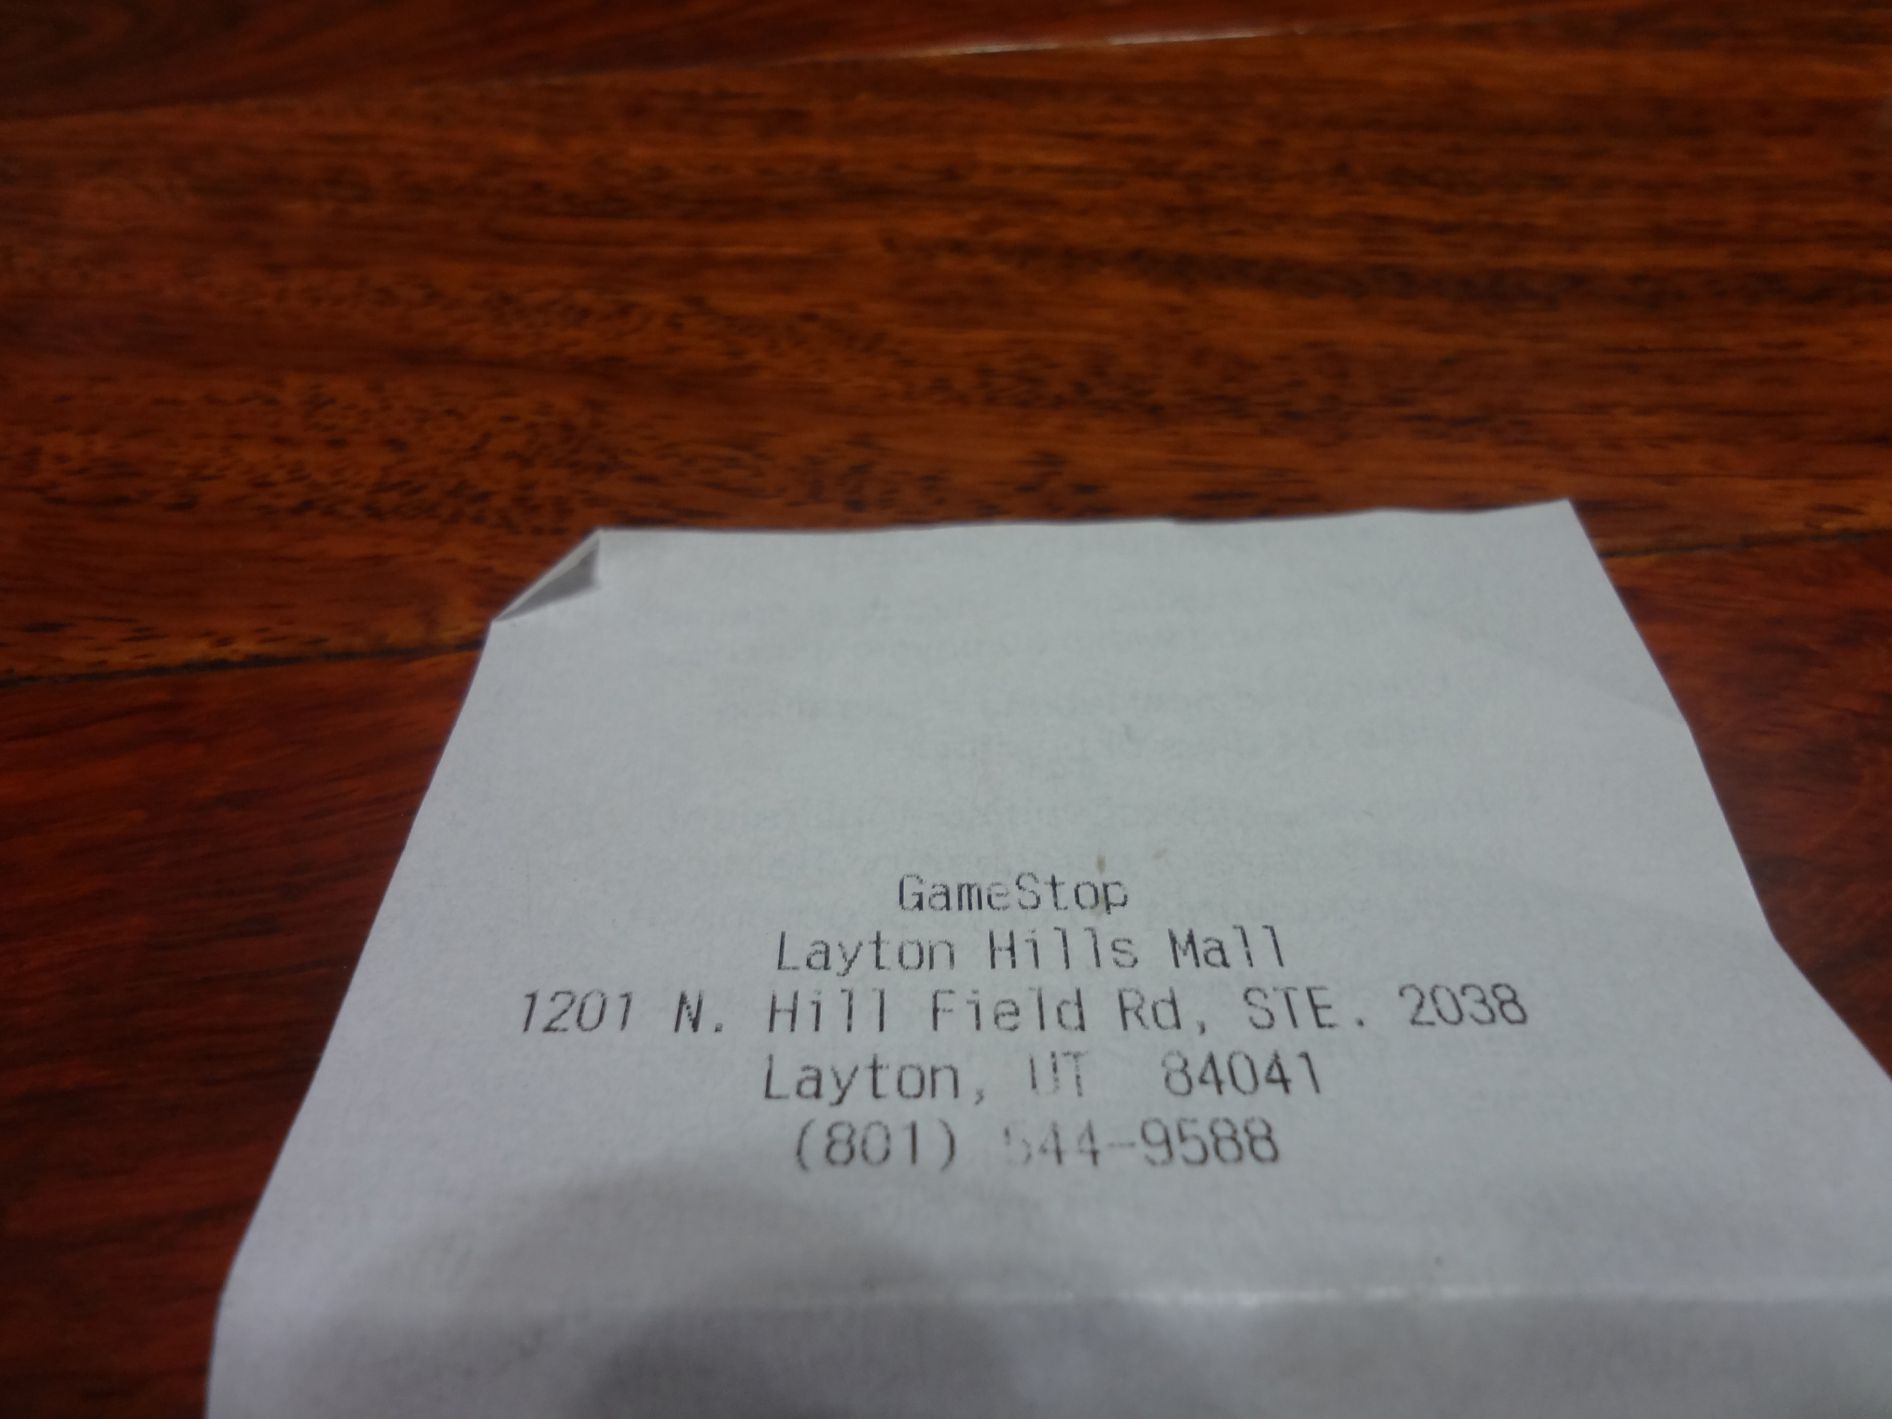 GameStop
Layton Hills Mall
1201 N. Hill Field Rd, STE. 2038
Layton, UT 84041
(801) 544-9588